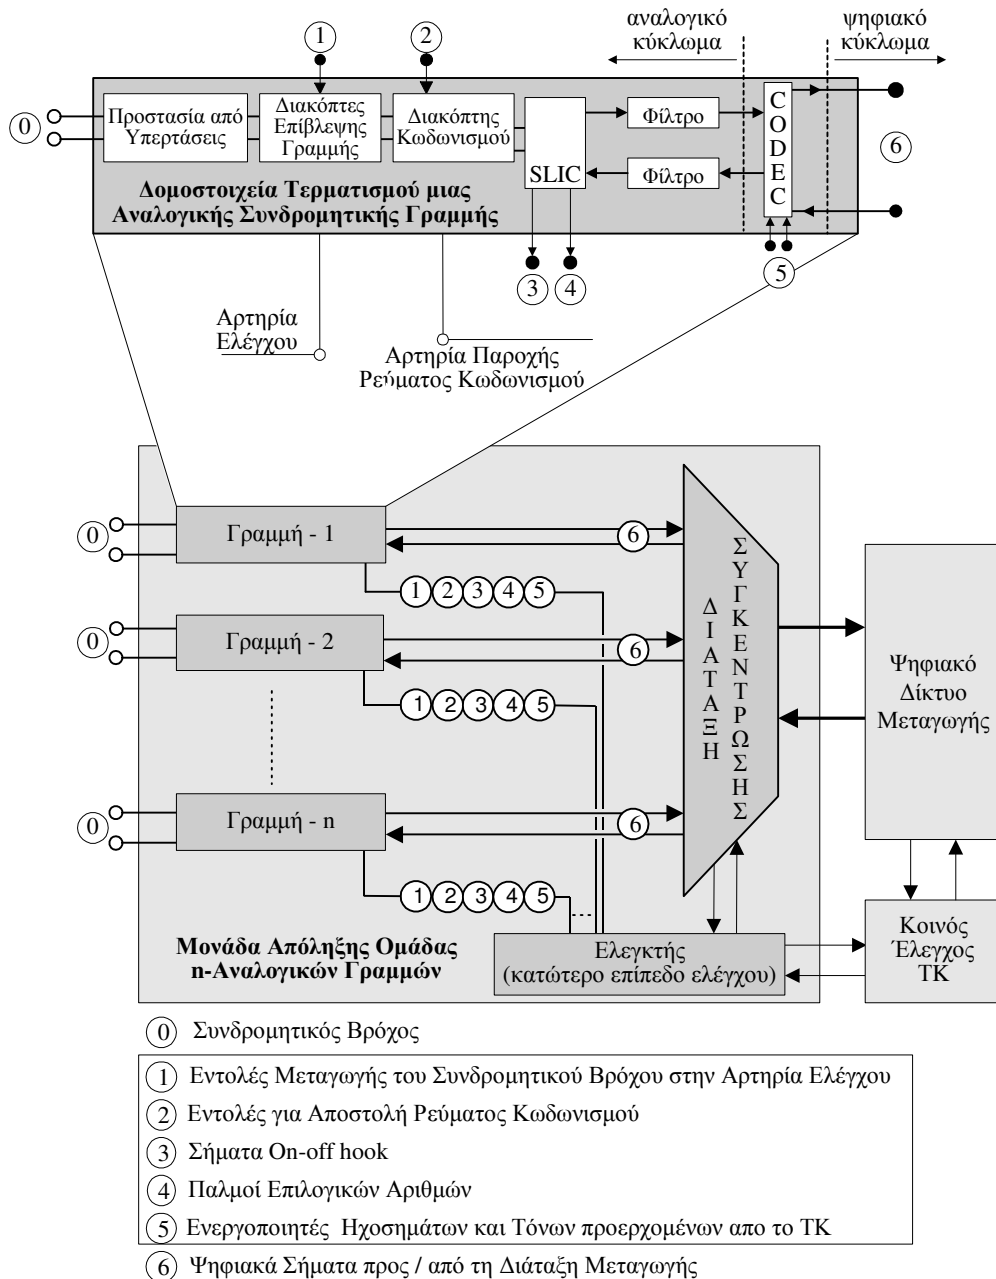 αναλογικό
κύκλωμα
ψηφιακό
κύκλωμα
1
2
0
Προστασία από
Υπερτάσεις
Διακόπτες
Επίβλεψης
Γραμμής
Διακόπτης
Κωδονισμού
SLIC
Φίλτρο
Φίλτρο
CODEC
6
Δομοστοιχεία Τερματισμού μιας
Αναλογικής Συνδρομητικής Γραμμής
3
4
5
Αρτηρία
Ελέγχου
Αρτηρία Παροχής
Ρεύματος Κωδονισμού
0
Γραμμή - 1
6
1 2 3 4 5
0
Γραμμή - 2
6
1 2 3 4 5
0
Γραμμή - n
6
1 2 3 4 5
ΔΙΑΤΑΞΗ
ΣΥΓΚΕΝΤΡΩΣΗΣ
Ψηφιακό
Δίκτυο
Μεταγωγής
Μονάδα Απόληξης Ομάδας
n-Αναλογικών Γραμμών
Ελεγκτής
(κατώτερο επίπεδο ελέγχου)
Κοινός
Έλεγχος
ΤΚ
0 Συνδρομητικός Βρόχος
1 Εντολές Μεταγωγής του Συνδρομητικού Βρόχου στην Αρτηρία Ελέγχου
2 Εντολές για Αποστολή Ρεύματος Κωδονισμού
3 Σήματα On-off hook
4 Παλμοί Επιλογικών Αριθμών
5 Ενεργοποιητές Ηχοσημάτων και Τόνων προερχομένων απο το ΤΚ
6 Ψηφιακά Σήματα προς / από τη Διάταξη Μεταγωγής